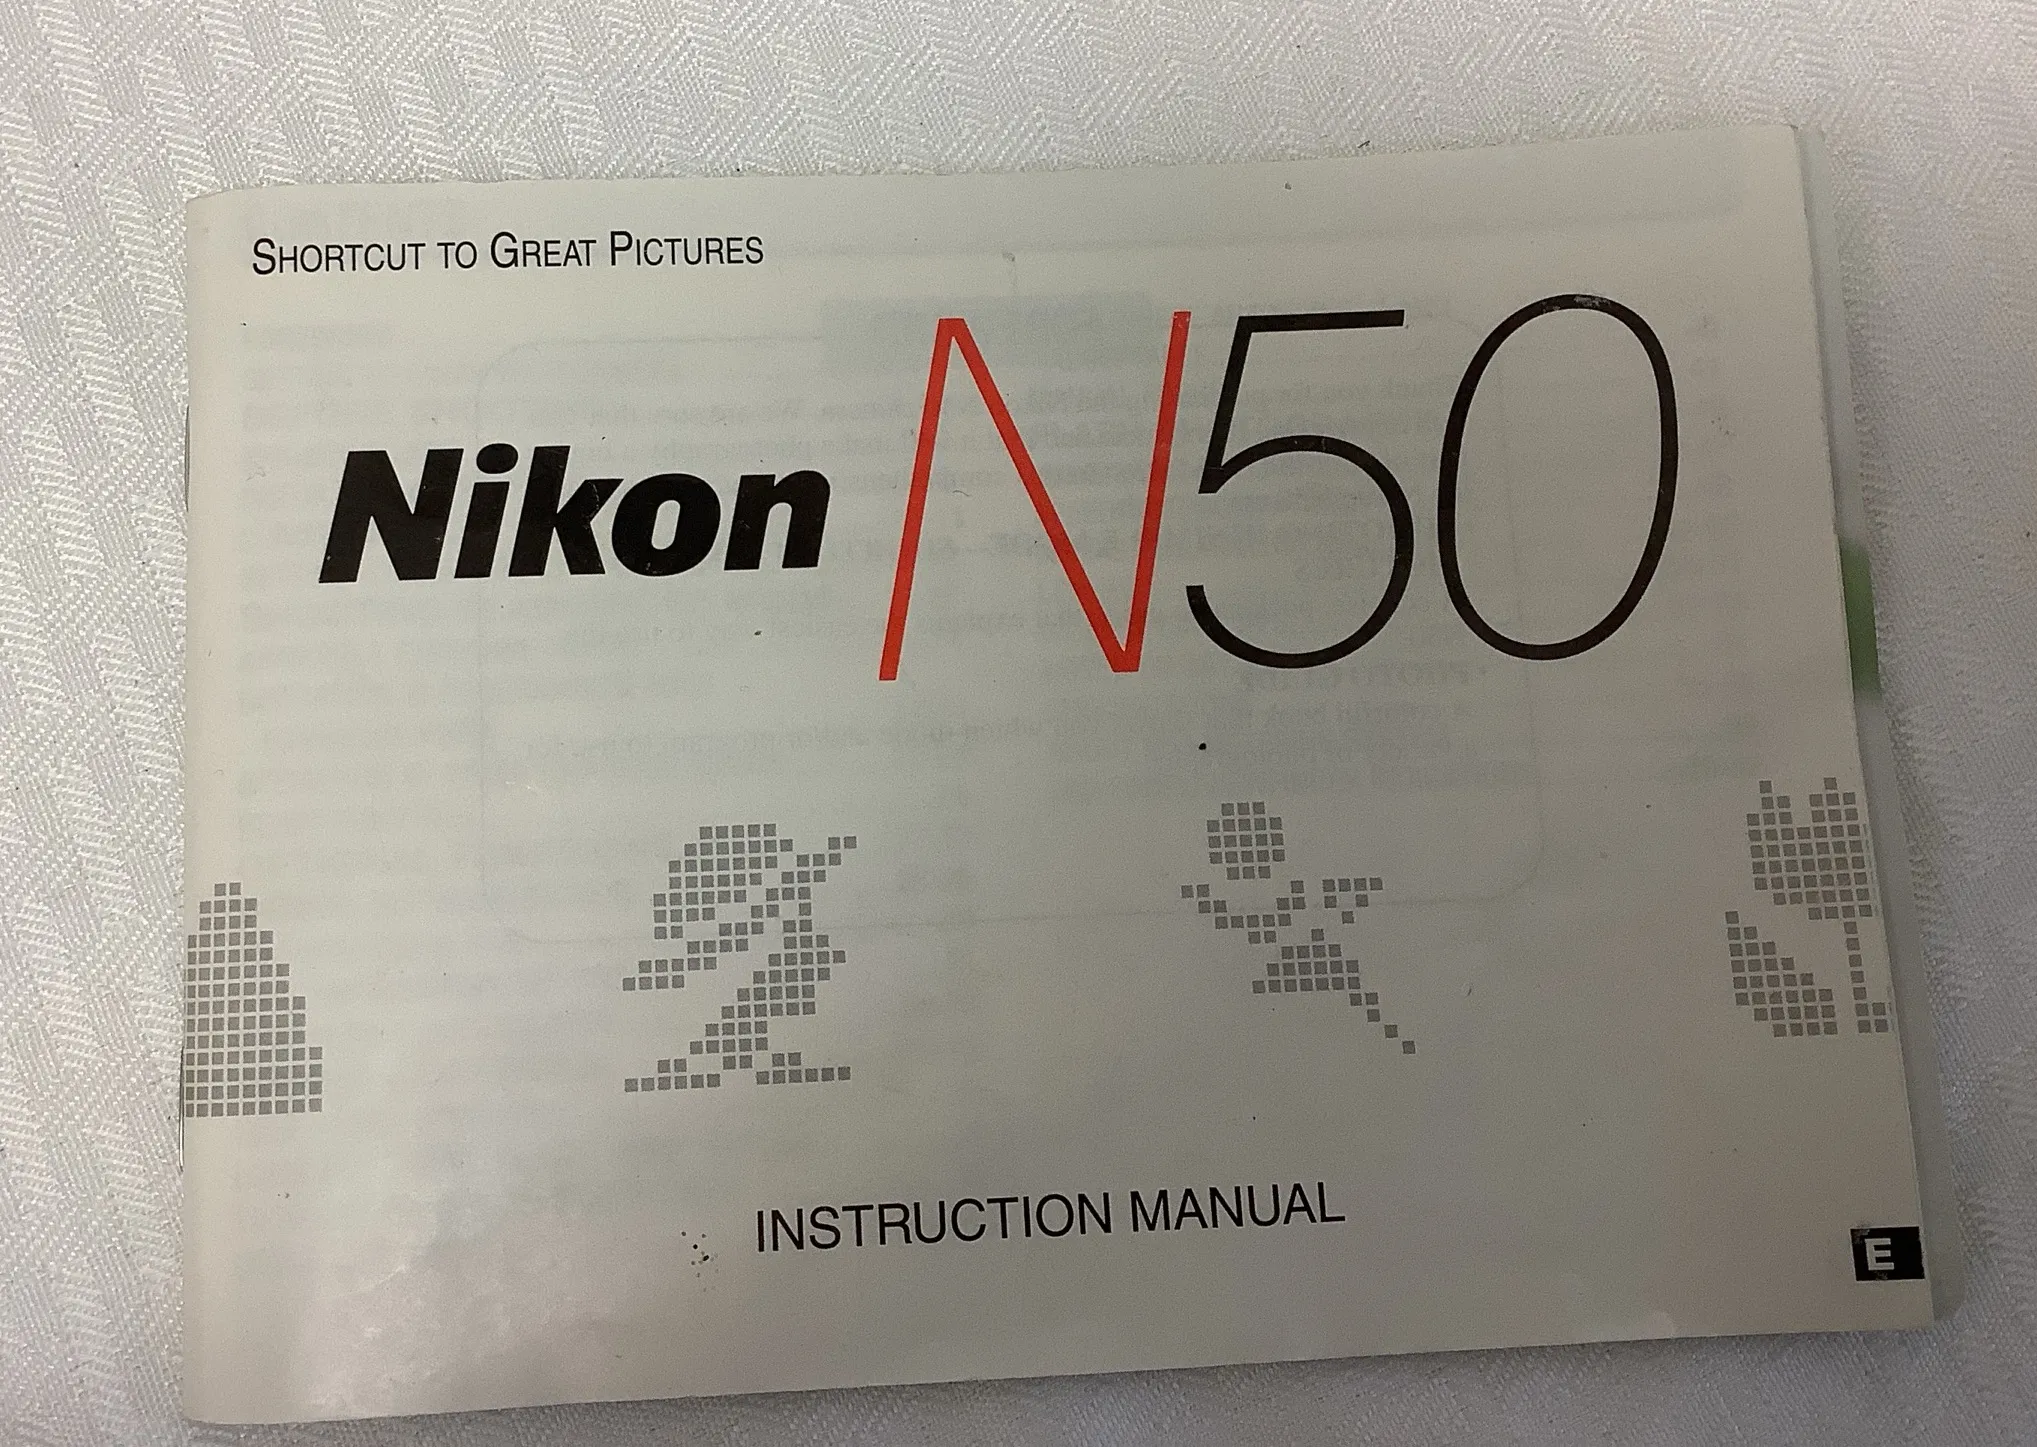 SHORTCUT TO GREAT PICTURES
Nikon N50
INSTRUCTION MANUAL
E